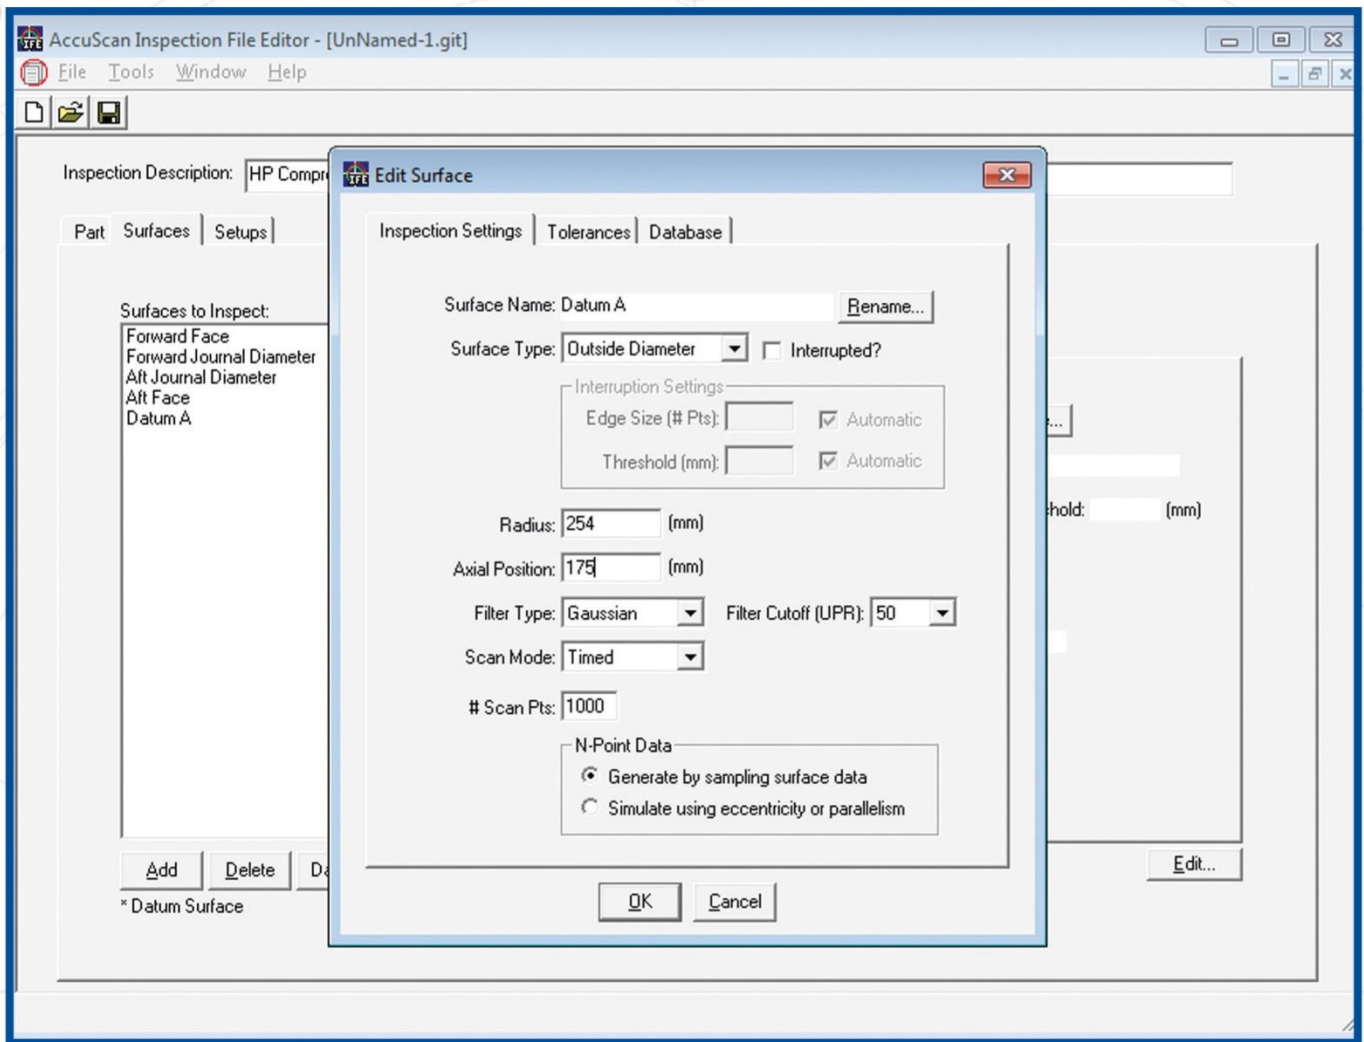 AccuScan Inspection File Editor - [UnNamed-1.git]
File Tools Window Help
Inspection Description: HP Compr
Part Surfaces Setups
Surfaces to Inspect:
Forward Face
Forward Journal Diameter
Aft Journal Diameter
Aft Face
Datum A
Add Delete
* Datum Surface
Edit Surface
Inspection Settings Tolerances Database
Surface Name: Datum A Rename...
Surface Type: Outside Diameter Interrupted?
Interruption Settings
Edge Size (# Pts): Automatic
Threshold (mm): Automatic
Radius: 254 (mm)
Axial Position: 175 (mm)
Filter Type: Gaussian Filter Cutoff (UPR): 50
Scan Mode: Timed
# Scan Pts: 1000
N-Point Data
Generate by sampling surface data
Simulate using eccentricity or parallelism
OK Cancel
hold: (mm)
Edit...